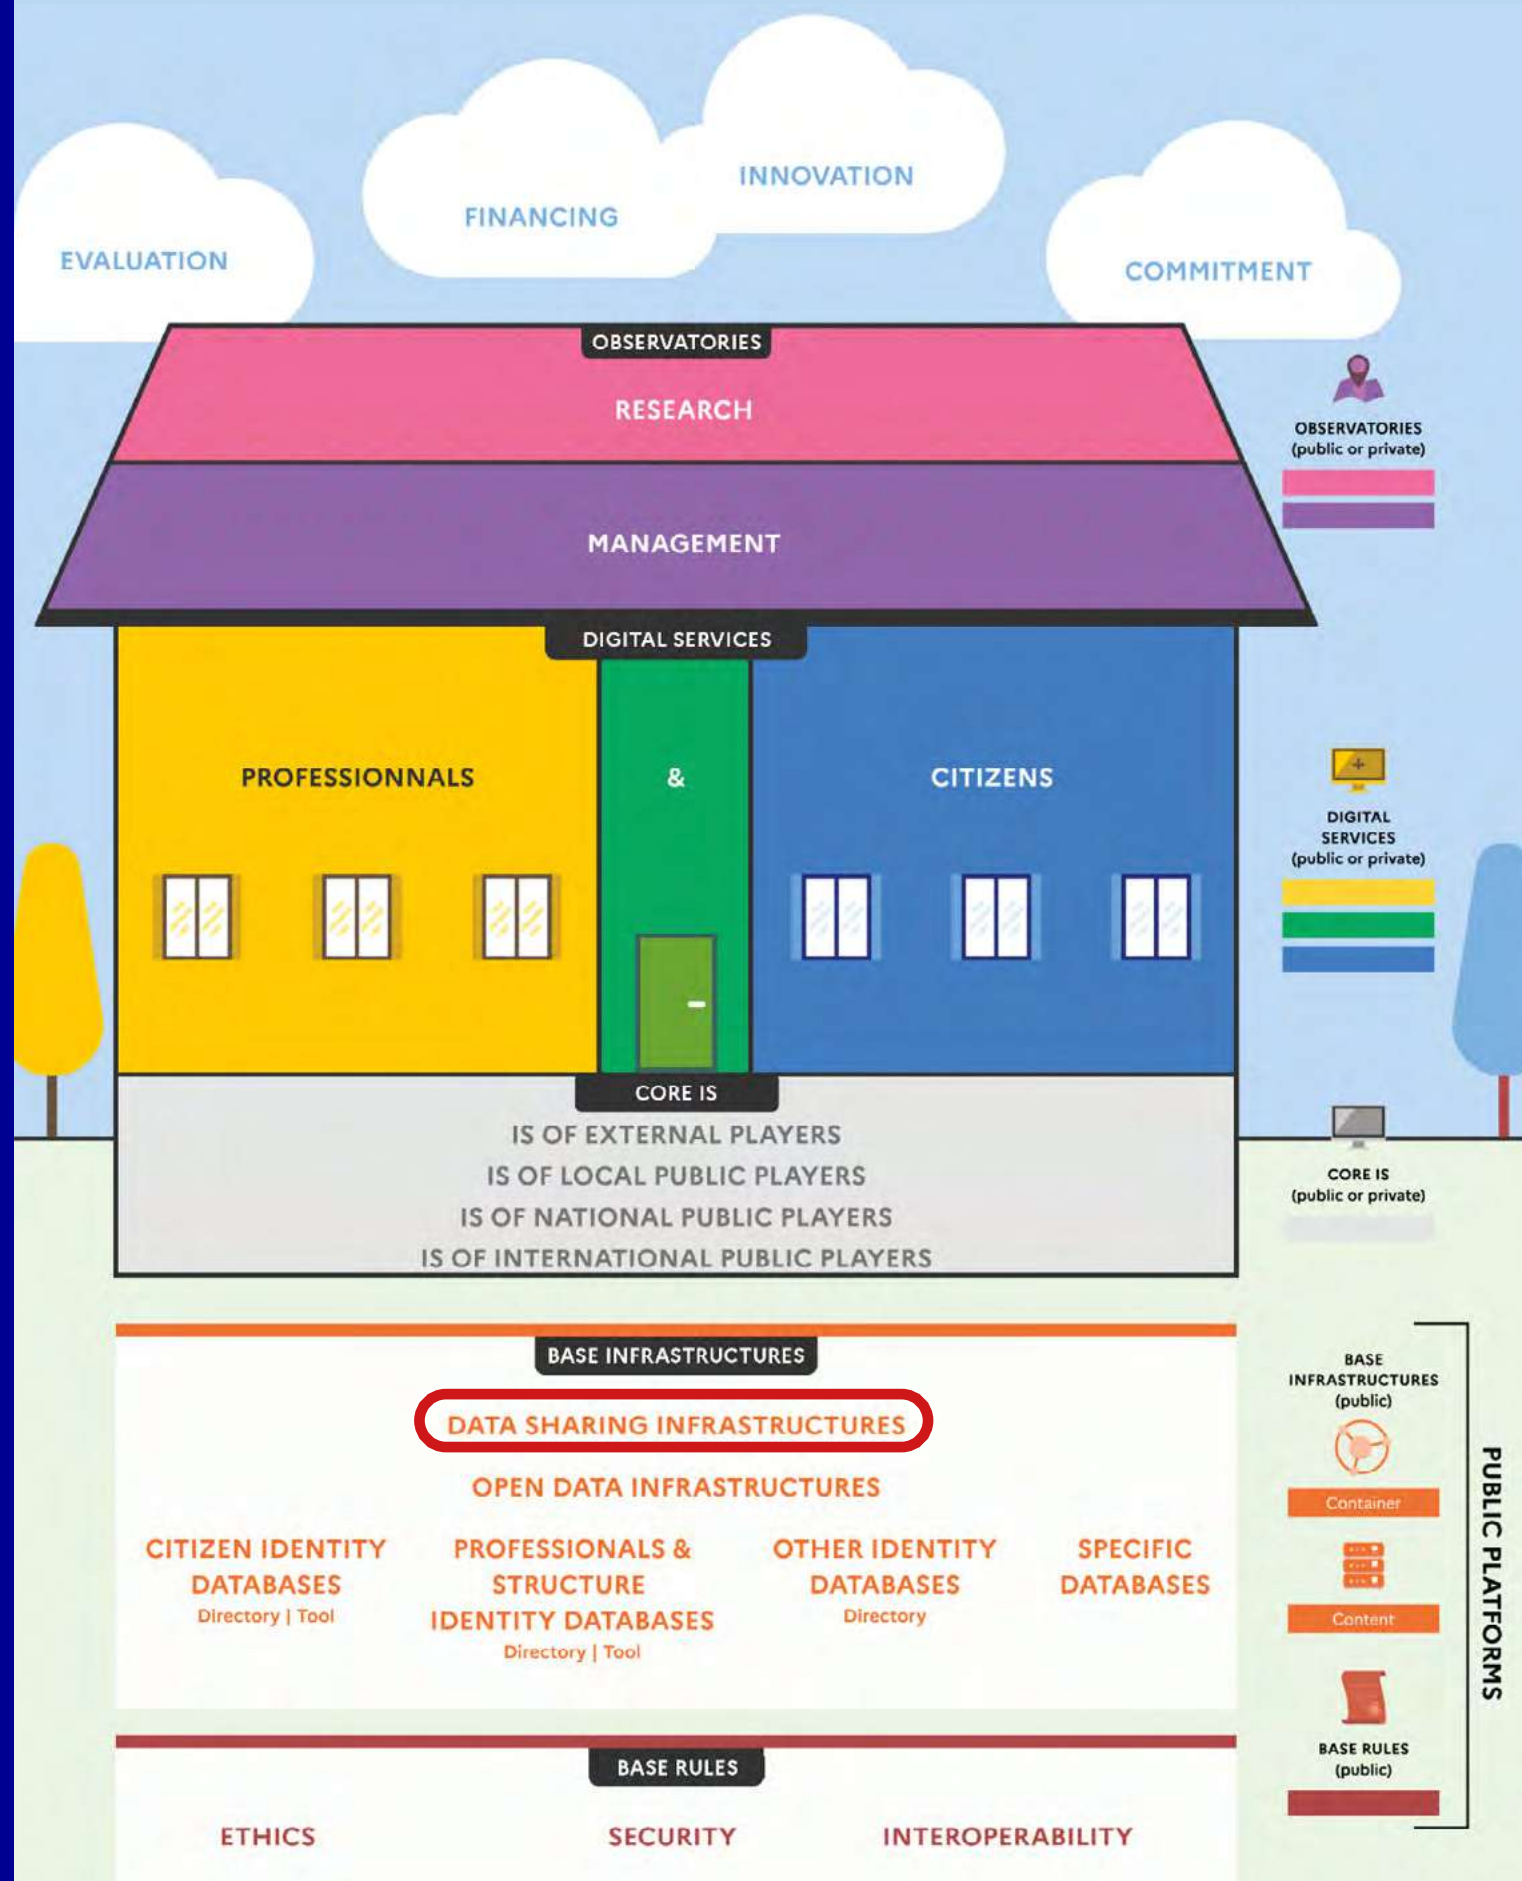 INNOVATION
FINANCING
EVALUATION
COMMITMENT
OBSERVATORIES
RESEARCH
MANAGEMENT
OBSERVATORIES
(public or private)
DIGITAL SERVICES
PROFESSIONNALS
&
CITIZENS
DIGITAL
SERVICES
(public or private)
CORE IS
IS OF EXTERNAL PLAYERS
IS OF LOCAL PUBLIC PLAYERS
IS OF NATIONAL PUBLIC PLAYERS
IS OF INTERNATIONAL PUBLIC PLAYERS
CORE IS
(public or private)
BASE INFRASTRUCTURES
DATA SHARING INFRASTRUCTURES
OPEN DATA INFRASTRUCTURES
CITIZEN IDENTITY
DATABASES
Directory | Tool
PROFESSIONALS &
STRUCTURE
IDENTITY DATABASES
Directory | Tool
OTHER IDENTITY
DATABASES
Directory
SPECIFIC
DATABASES
BASE
INFRASTRUCTURES
(public)
Container
Content
BASE RULES
(public)
PUBLIC PLATFORMS
BASE RULES
ETHICS
SECURITY
INTEROPERABILITY